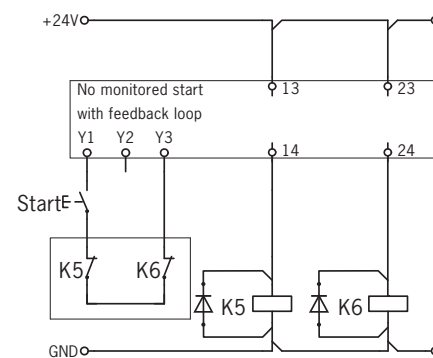 +24V
No monitored start
with feedback loop
13
23
Y1 Y2 Y3
14
24
Start
K5
K6
K5
K6
GND